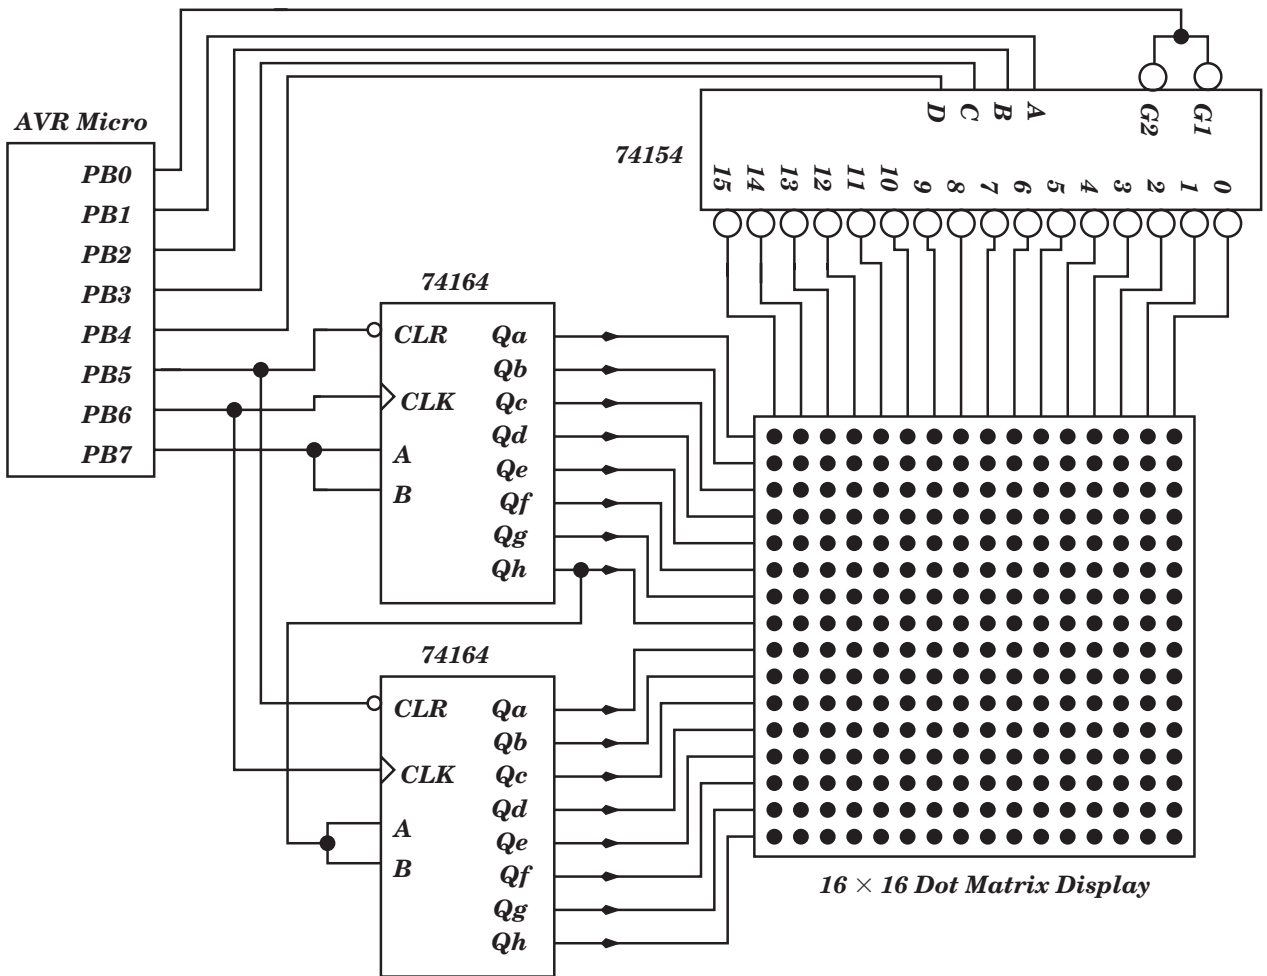 D C B A G2 G1
AVR Micro
74154
15 14 13 12 11 10 9 8 7 6 5 4 3 2 1 0
PB0
PB1
PB2
PB3
PB4
PB5
PB6
PB7
74164
CLR Qa
Qb
CLK Qc
Qd
A Qe
B Qf
Qg
Qh
74164
CLR Qa
Qb
CLK Qc
Qd
A Qe
B Qf
Qg
Qh
16 × 16 Dot Matrix Display